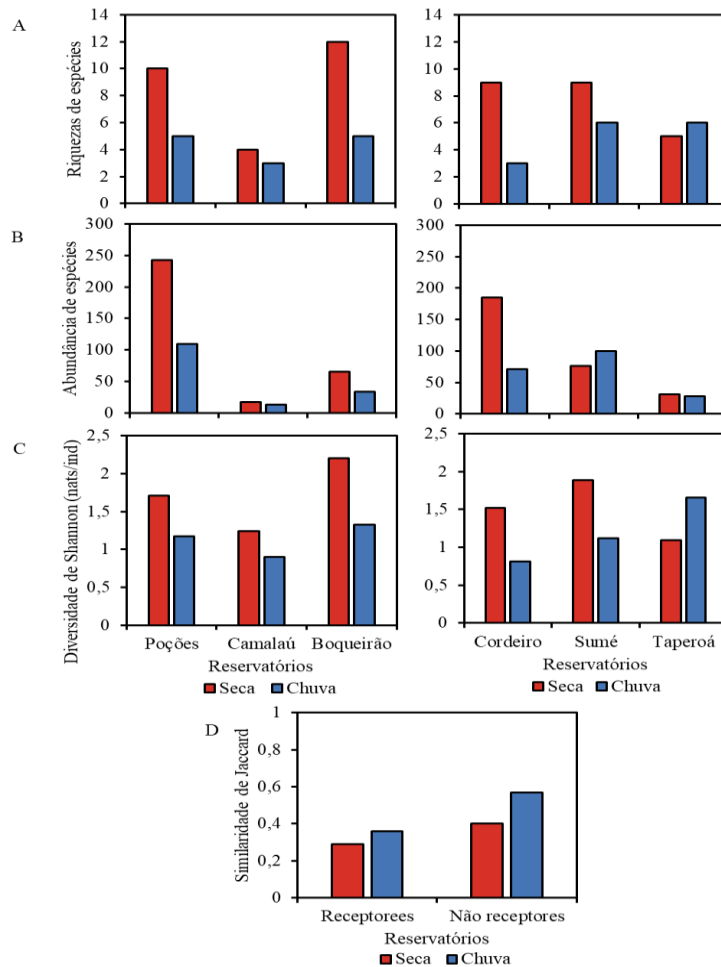 A
Riquezas de espécies
14
12
10
8
6
4
2
0
14
12
10
8
6
4
2
0
B
Abundância de espécies
300
250
200
150
100
50
0
300
250
200
150
100
50
0
C
Diversidade de Shannon (nats/ind)
2,5
2
1,5
1
0,5
0
2,5
2
1,5
1
0,5
0
Poções Camalaú Boqueirão
Reservatórios
Seca Chuva
Cordeiro Sumé Taperoá
Reservatórios
Seca Chuva
D
Similaridade de Jaccard
1
0,8
0,6
0,4
0,2
0
Receptorees Não receptores
Reservatórios
Seca Chuva